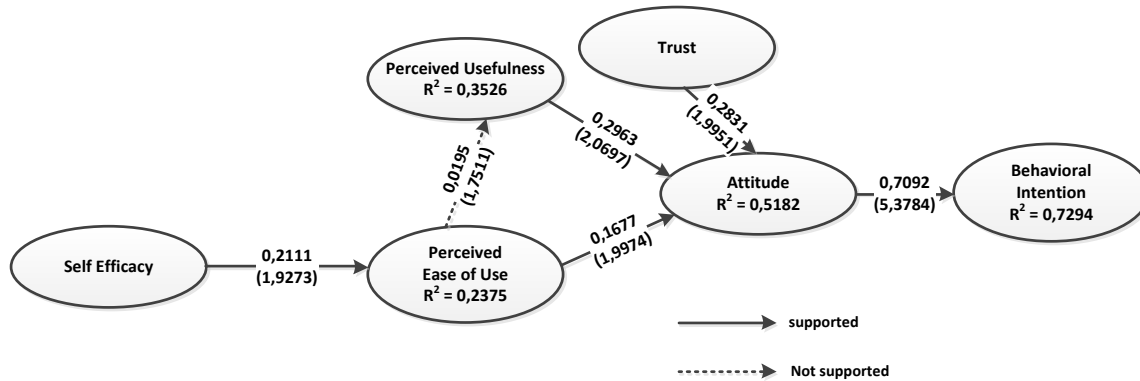 Trust
Perceived Usefulness
R² = 0,3526
0,2831
(1,9951)
0,2963
(2,0697)
0,0195
(1,7511)
Attitude
R² = 0,5182
0,7092
(5,3784)
Behavioral
Intention
R² = 0,7294
Self Efficacy
0,2111
(1,9273)
Perceived
Ease of Use
R² = 0,2375
0,1677
(1,9974)
supported
Not supported